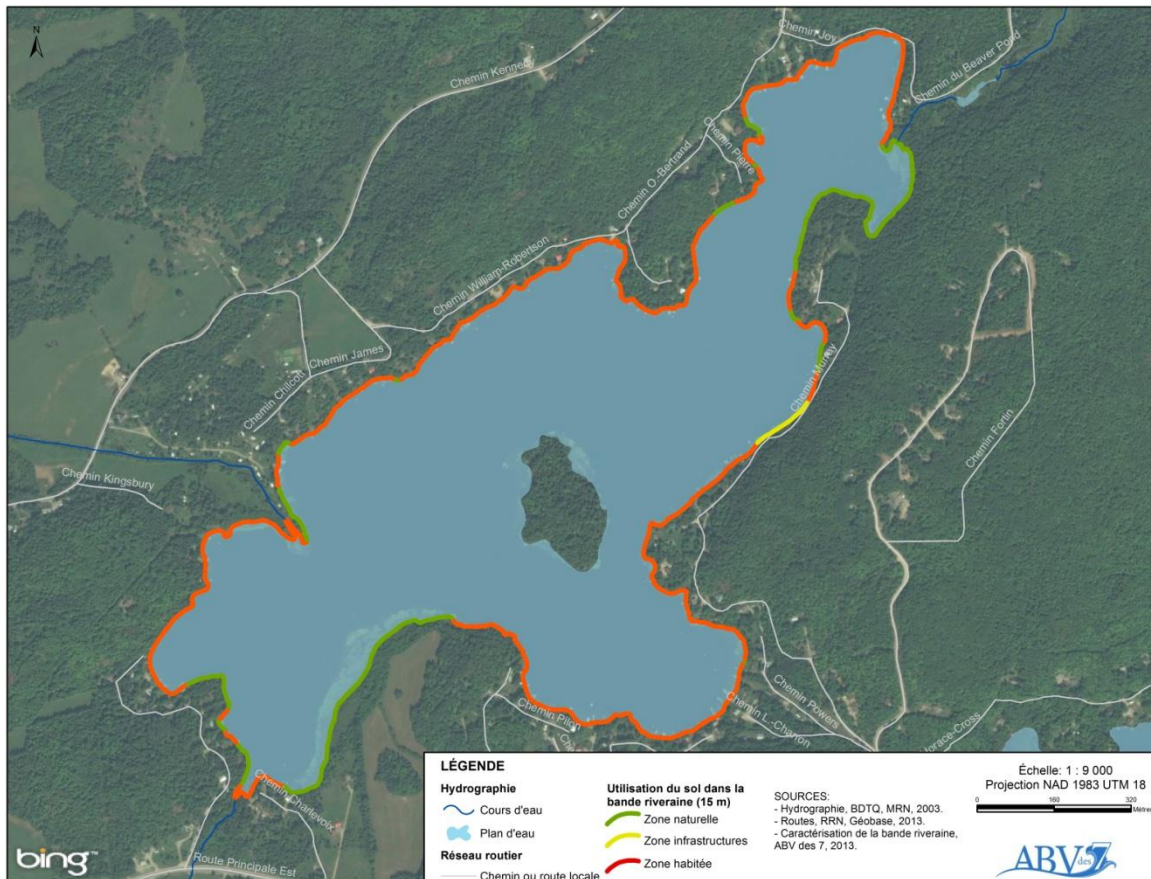 N
Chemin Joy
Chemin Kenned
Chemin du Beaver Pond
Chemin Pierre
Chemin O.-Bertrand
Chemin William-Robertson
Chemin James
Chemin Chilcott
Chemin Murray
Chemin Fortin
Chemin Kingsbury
Chemin Powers
Chemin L.-Charron
Chemin Pilon
Che
Horace-Cross
Chemin Charlevoix
Route Principale Est
bing
LÉGENDE
Hydrographie
Cours d'eau
Plan d'eau
Réseau routier
Chemin ou route locale
Utilisation du sol dans la
bande riveraine (15 m)
Zone naturelle
Zone infrastructures
Zone habitée
SOURCES:
- Hydrographie, BDTQ, MRN, 2003.
- Routes, RRN, Géobase, 2013.
- Caractérisation de la bande riveraine,
ABV des 7, 2013.
Échelle: 1 : 9 000
Projection NAD 1983 UTM 18
0 160 320
Mètre
ABV des 7